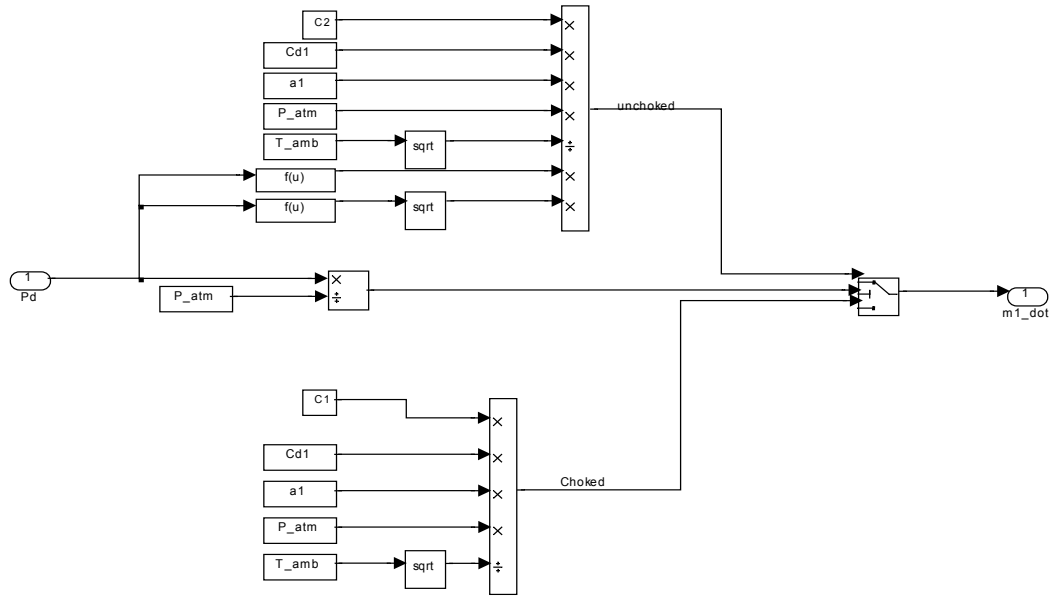 C2
Cd1
a1
P_atm
T_amb
sqrt
f(u)
f(u)
sqrt
unchoked
1
Pd
P_atm
1
m1_dot
C1
Cd1
a1
P_atm
T_amb
sqrt
Choked